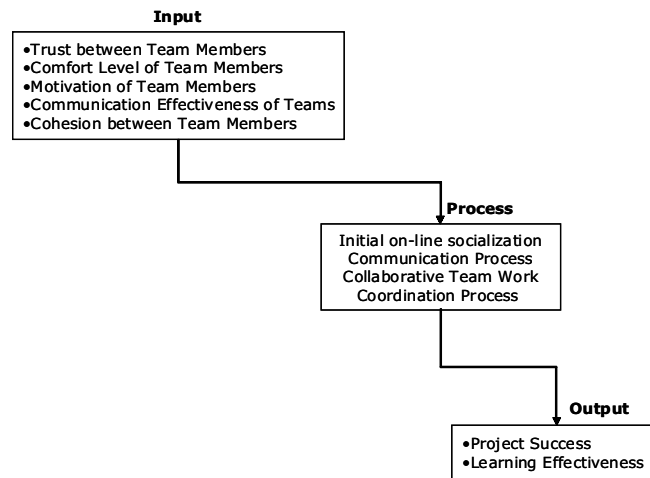 Input
•Trust between Team Members
•Comfort Level of Team Members
•Motivation of Team Members
•Communication Effectiveness of Teams
•Cohesion between Team Members
Process
Initial on-line socialization
Communication Process
Collaborative Team Work
Coordination Process
Output
•Project Success
•Learning Effectiveness